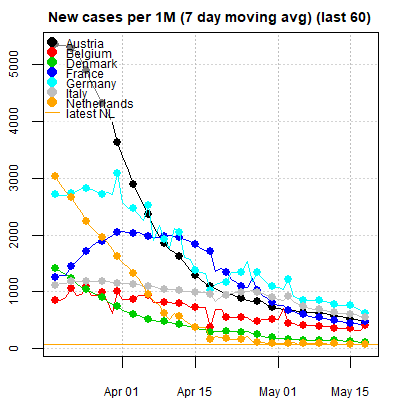 New cases per 1M (7 day moving avg) (last 60)
Austria
Belgium
Denmark
France
Germany
Italy
Netherlands
latest NL
5000
4000
3000
2000
1000
0
Apr 01 Apr 15 May 01 May 15